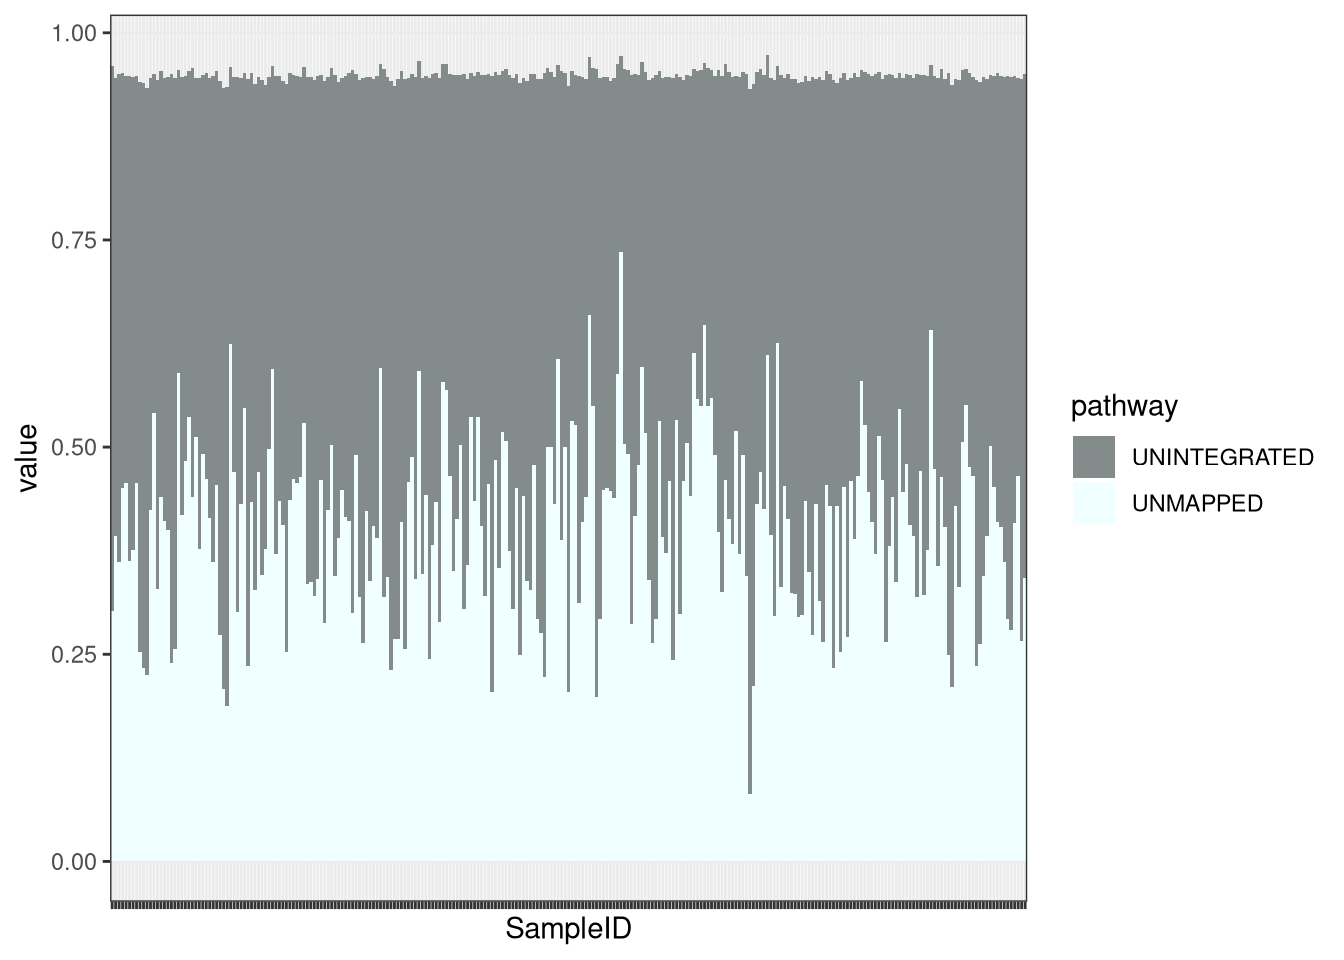 1.00
0.75
0.50
0.25
0.00
value
SampleID
pathway
UNINTEGRATED
UNMAPPED